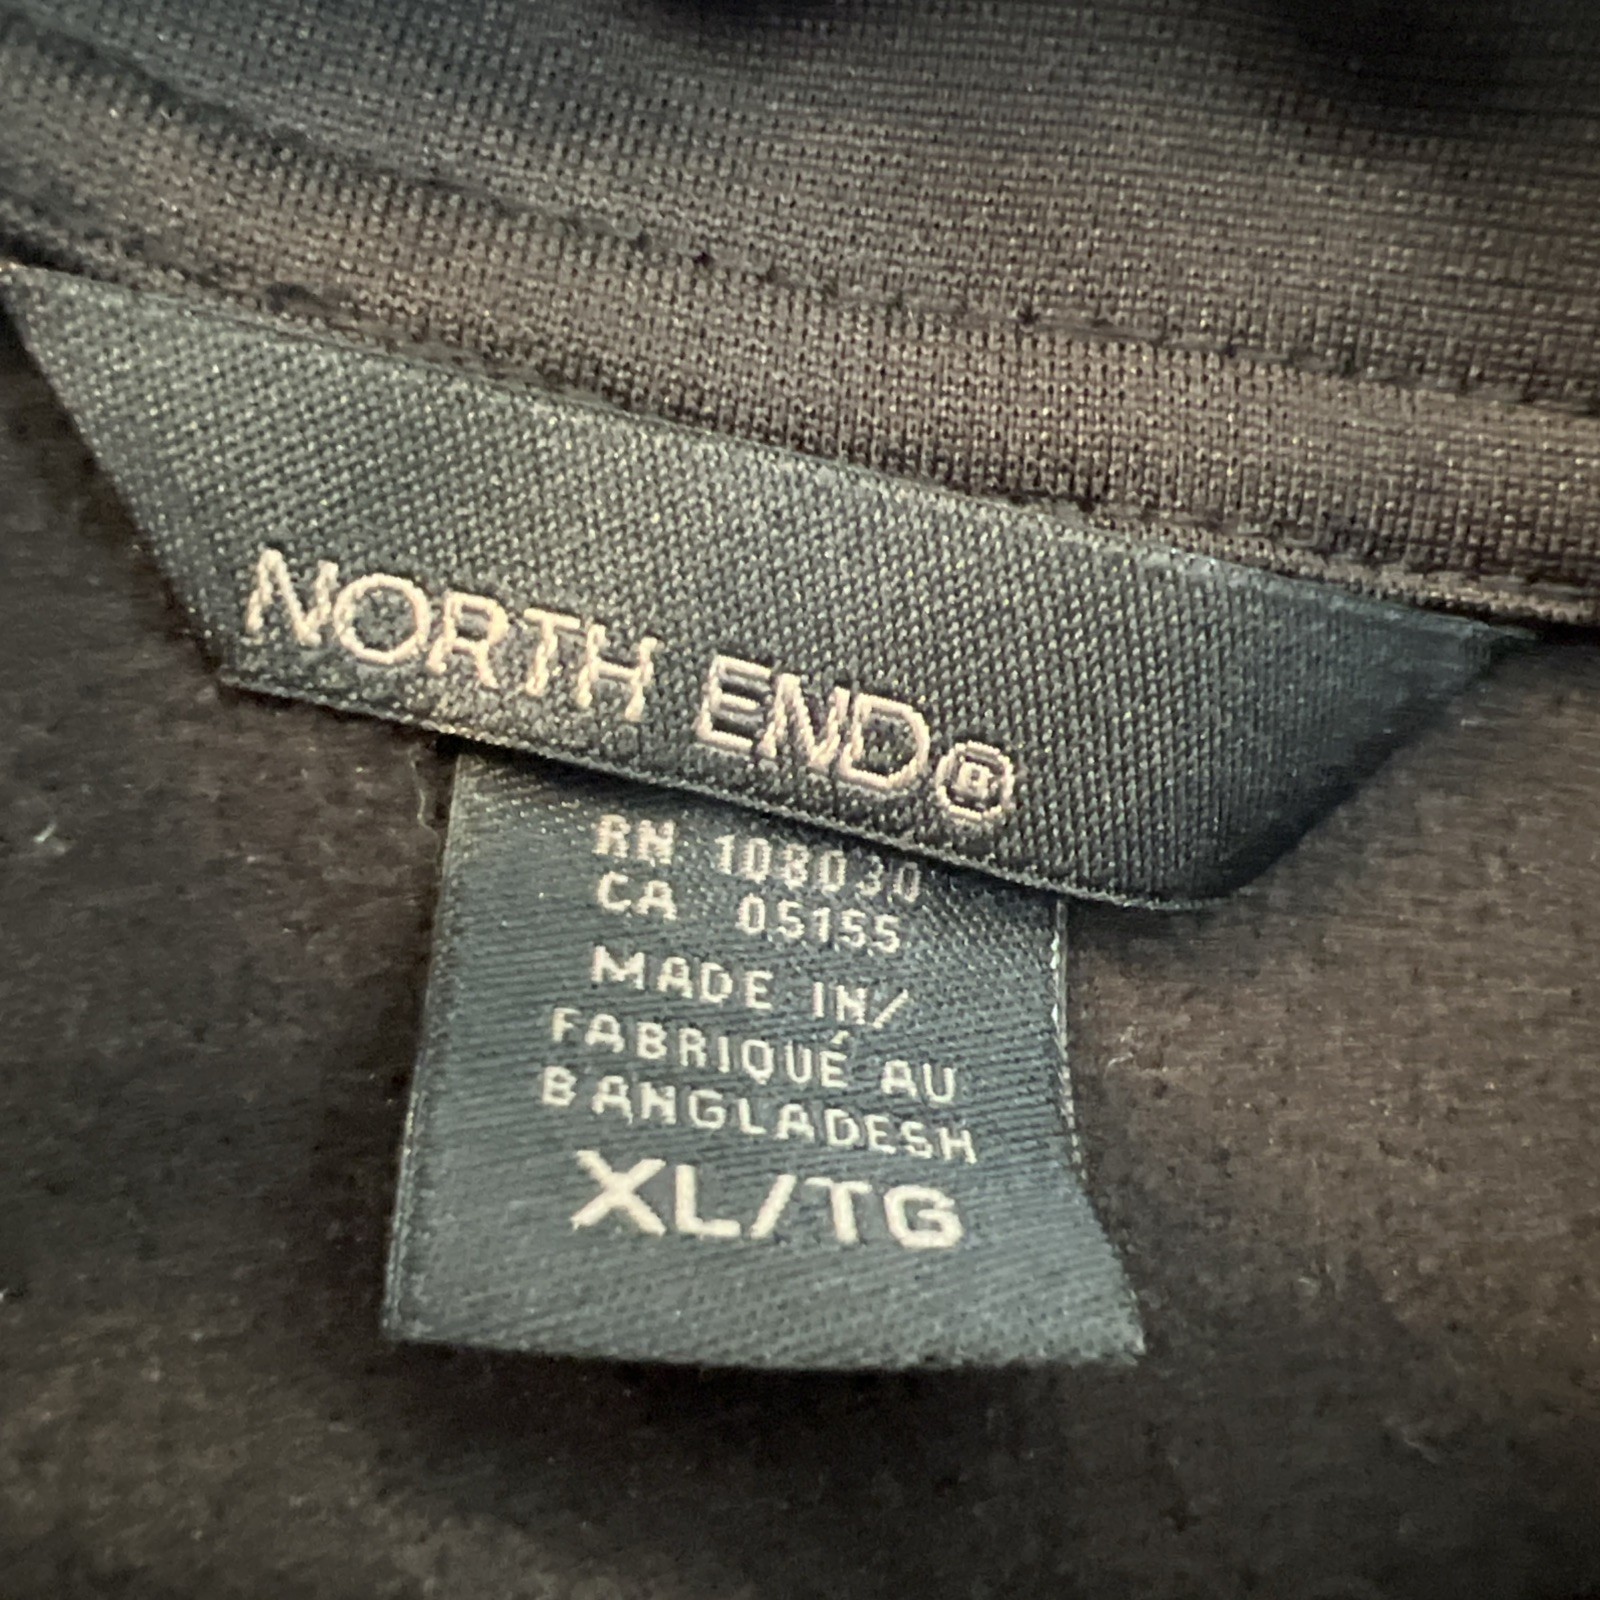 NORTH END®
RN 108030
CA 05155
MADE IN/
FABRIQUÉ AU
BANGLADESH
XL/TG